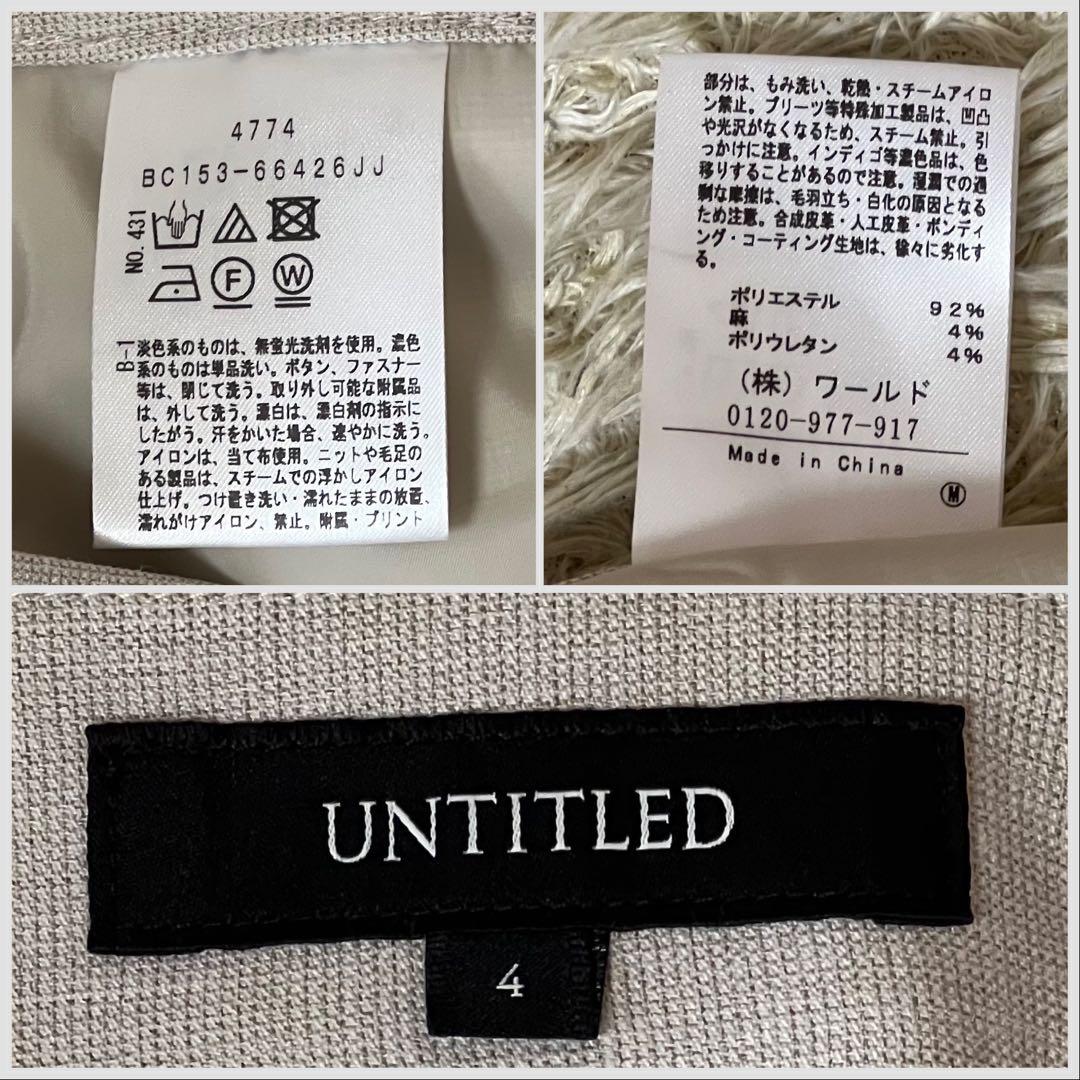 4774
BC153-66426JJ
NO.431
F
W
B-1
淡色系のものは、無蛍光洗剤を使用。濃色
系のものは単品洗い。ボタン、ファスナー
等は、閉じて洗う。取り外し可能な附属品
は、外して洗う。漂白は、漂白剤の指示に
したがう。汗をかいた場合、速やかに洗う。
アイロンは、当て布使用。ニットや毛足の
ある製品は、スチームでの浮かしアイロン
仕上げ。つけ置き洗い・濡れたままの放置、
濡れがけアイロン、禁止。附属・プリント
部分は、もみ洗い、乾熱・スチームアイロ
ン禁止。プリーツ等特殊加工製品は、凹凸
や光沢がなくなるため、スチーム禁止。引
っかけに注意。インディゴ等濃色品は、色
移りすることがあるので注意。湿潤での過
剰な摩擦は、毛羽立ち・白化の原因となる
ため注意。合成皮革・人工皮革・ボンディ
ング・コーティング生地は、徐々に劣化す
る。
ポリエステル 92%
麻 4%
ポリウレタン 4%
(株) ワールド
0120-977-917
Made in China
M
UNTITLED
4